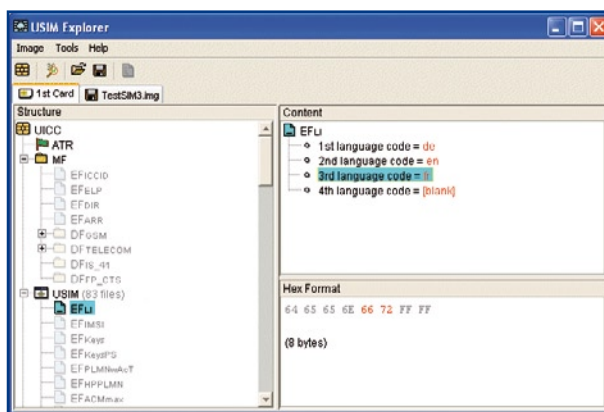 USIM Explorer
Image Tools Help
1st Card TestSIM3.img
Structure
UICC
ATR
MF
EFICCID
EFELP
EFDIR
EFARR
DFGSM
DFTELECOM
DFIS_41
DFFP_CTS
USIM (83 files)
EFLI
EFIMSI
EFKeys
EFKeysPS
EFPLMNwAcT
EFHPPLMN
EFACMmax
Content
EFLI
1st language code = de
2nd language code = en
3rd language code = fr
4th language code = [blank]
Hex Format
64 65 65 6E 66 72 FF FF
(8 bytes)